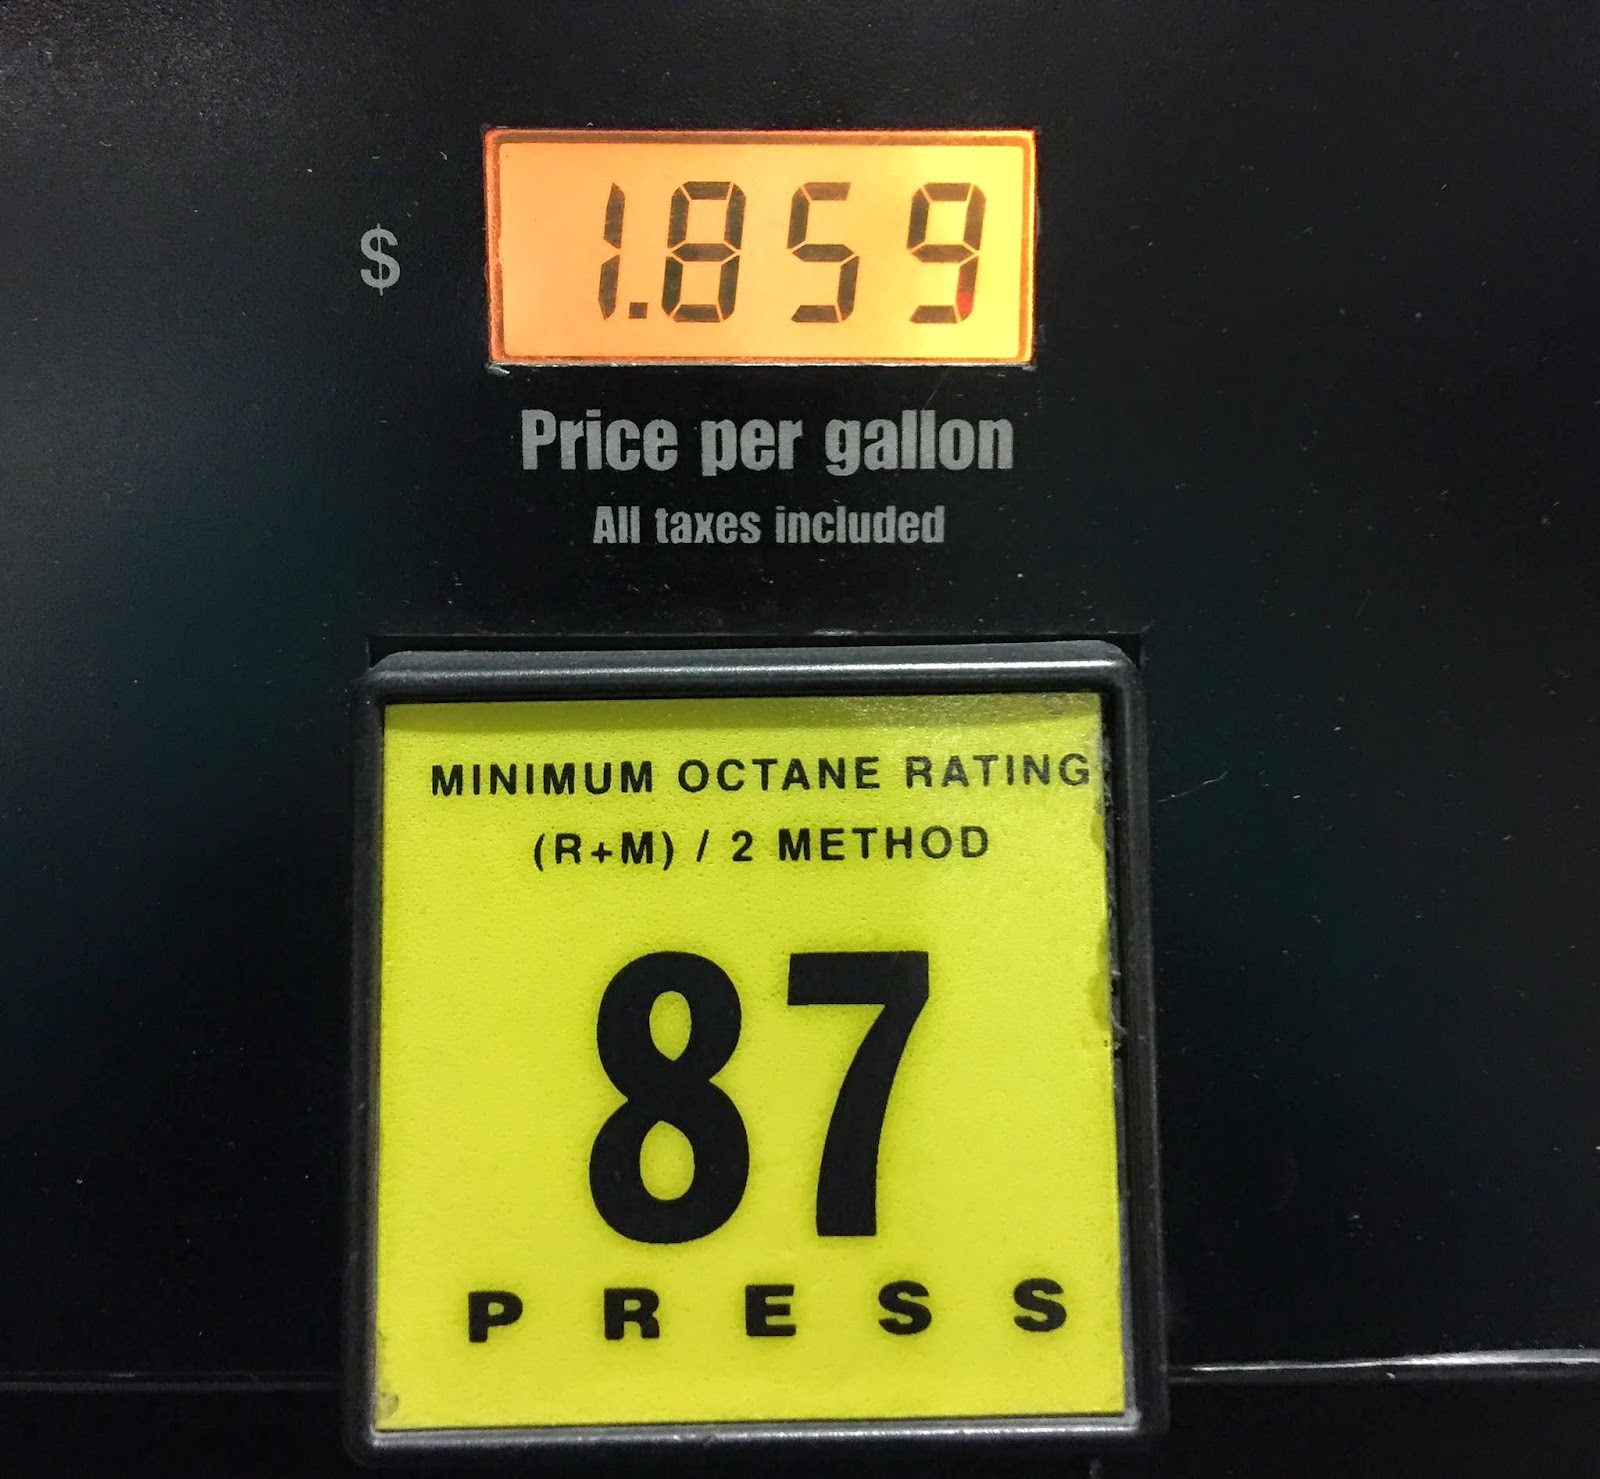 $ 1.859
Price per gallon
All taxes included
MINIMUM OCTANE RATING
(R+M) / 2 METHOD
87
PRESS